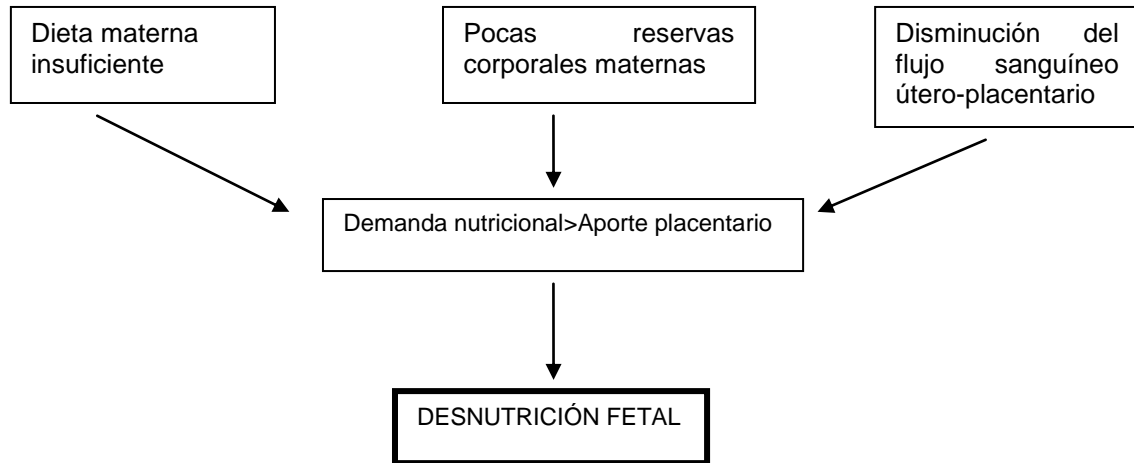 Dieta materna
insuficiente
Pocas reservas
corporales maternas
Disminución del
flujo sanguíneo
útero-placentario
Demanda nutricional>Aporte placentario
DESNUTRICIÓN FETAL